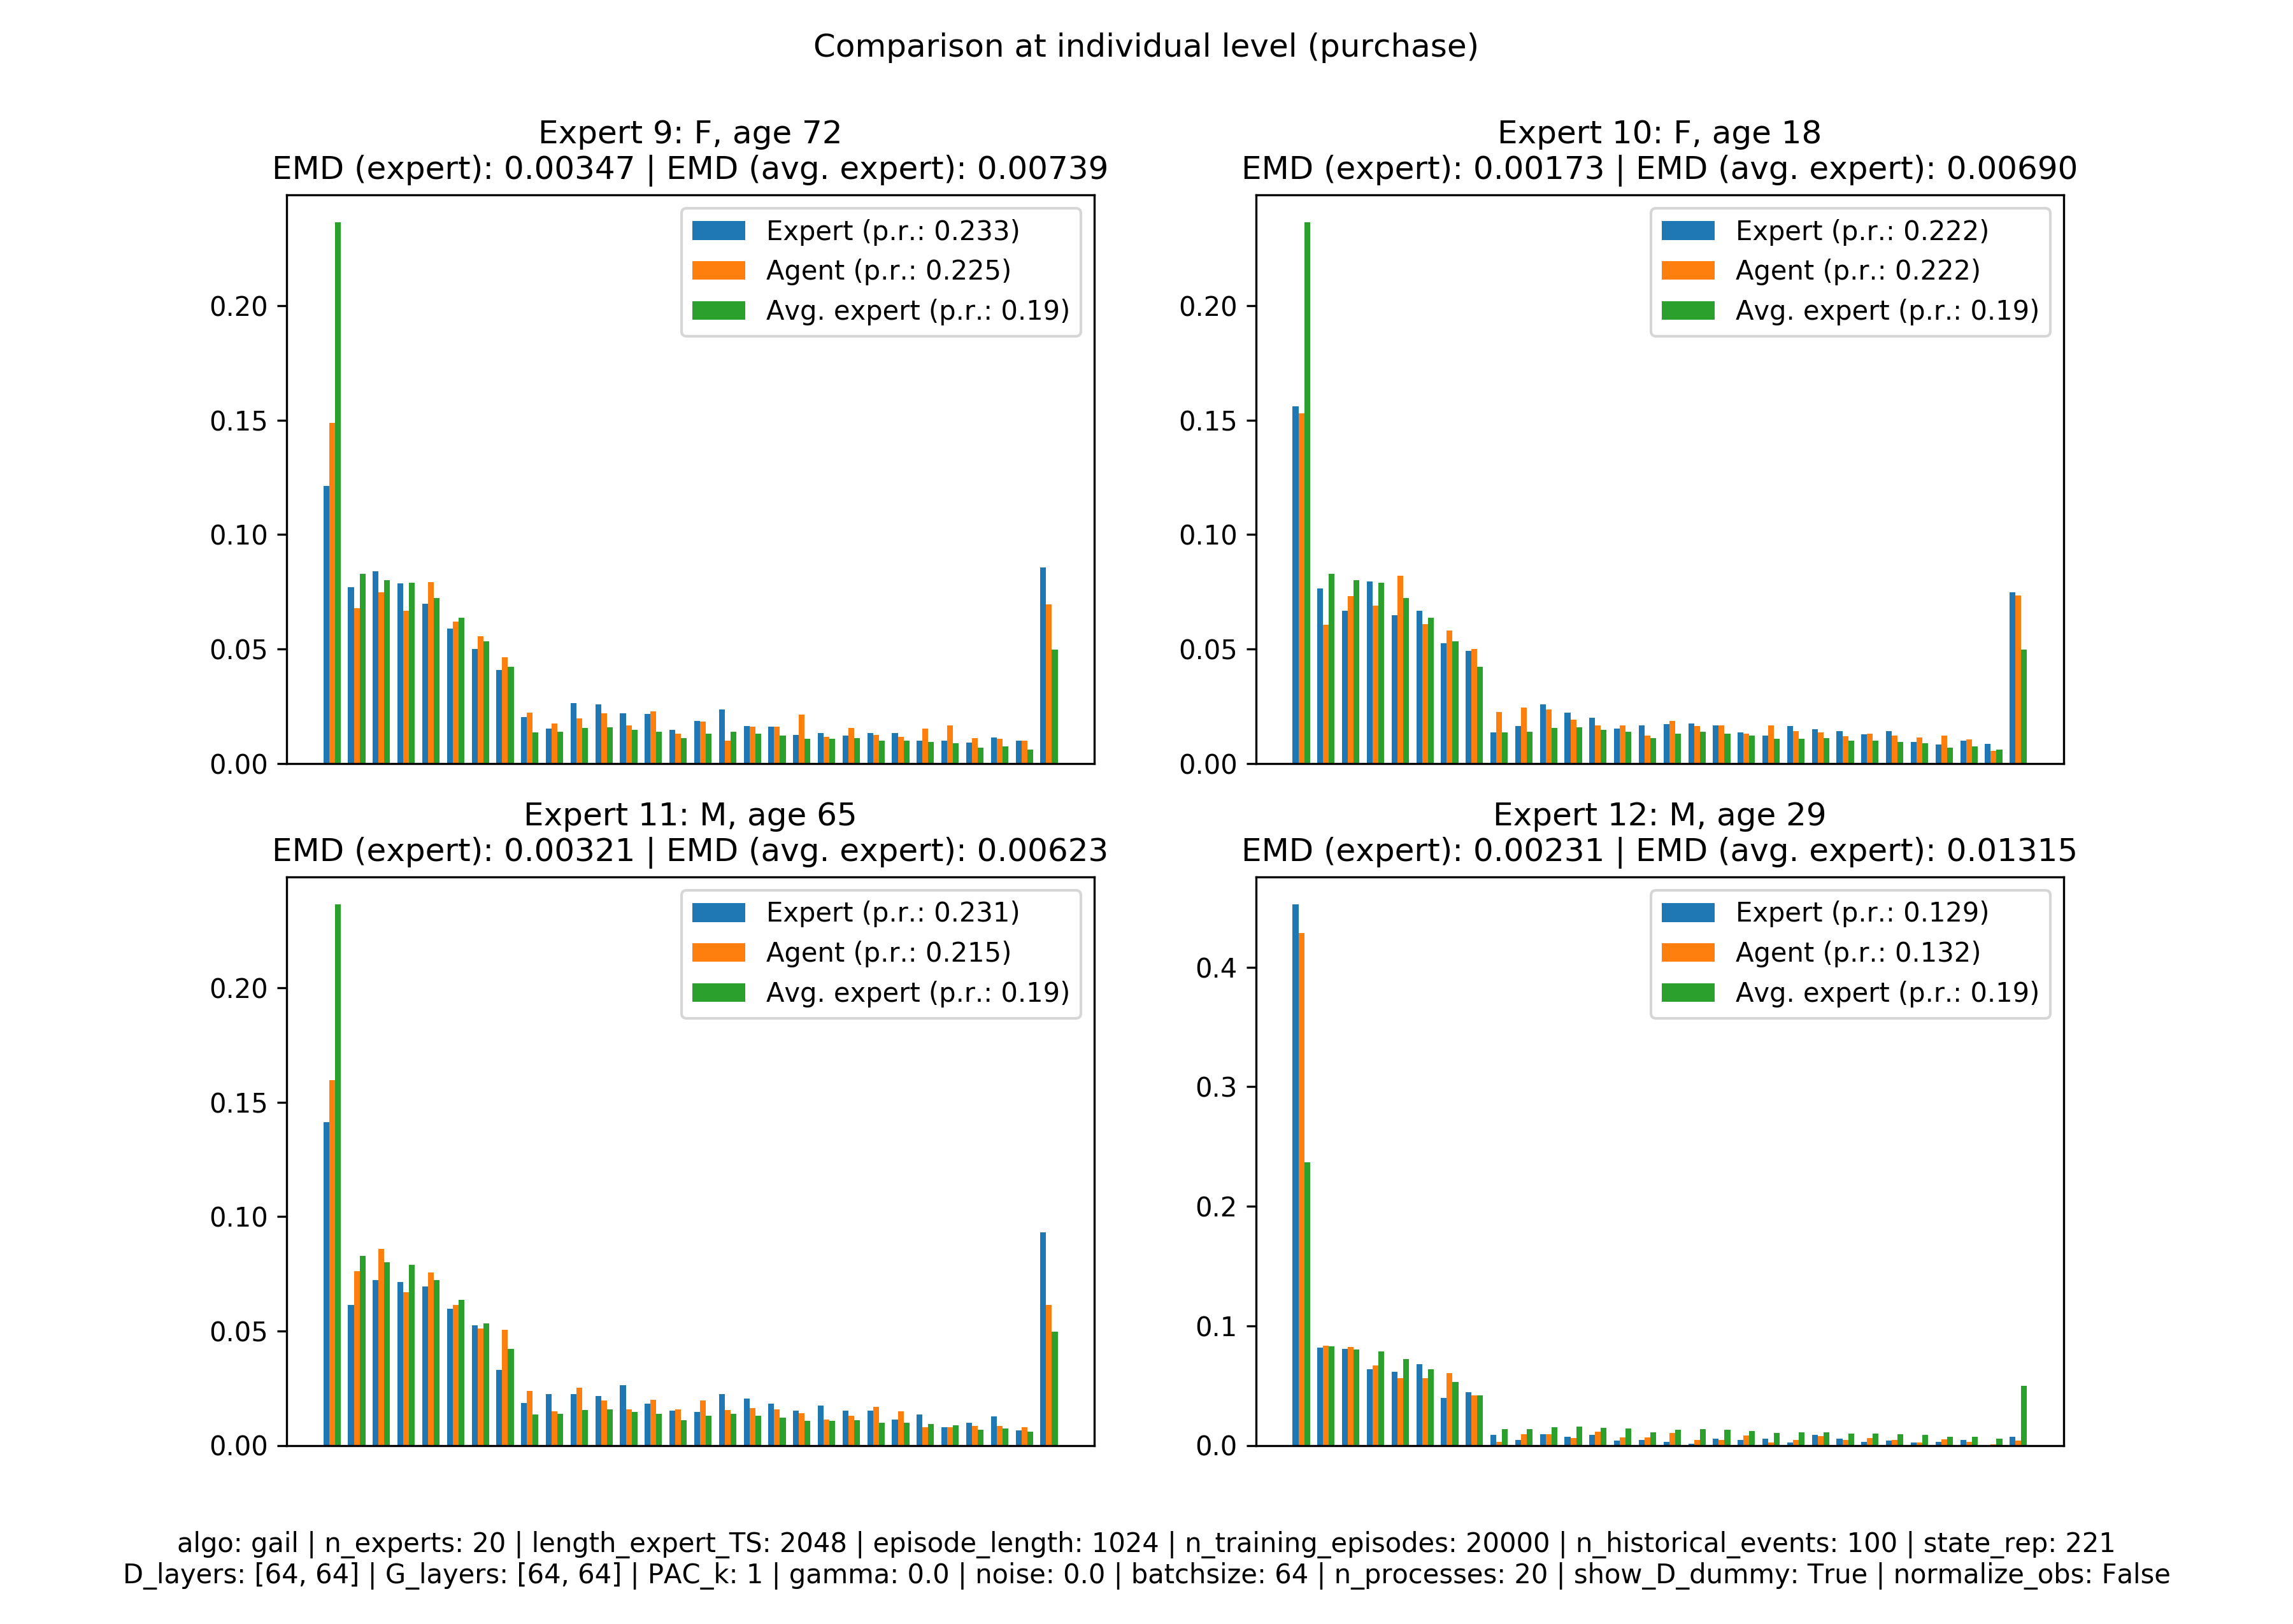 Comparison at individual level (purchase)
Expert 9: F, age 72
EMD (expert): 0.00347 | EMD (avg. expert): 0.00739
Expert (p.r.: 0.233)
Agent (p.r.: 0.225)
Avg. expert (p.r.: 0.19)
0.20
0.15
0.10
0.05
0.00
Expert 10: F, age 18
EMD (expert): 0.00173 | EMD (avg. expert): 0.00690
Expert (p.r.: 0.222)
Agent (p.r.: 0.222)
Avg. expert (p.r.: 0.19)
0.20
0.15
0.10
0.05
0.00
Expert 11: M, age 65
EMD (expert): 0.00321 | EMD (avg. expert): 0.00623
Expert (p.r.: 0.231)
Agent (p.r.: 0.215)
Avg. expert (p.r.: 0.19)
0.20
0.15
0.10
0.05
0.00
Expert 12: M, age 29
EMD (expert): 0.00231 | EMD (avg. expert): 0.01315
Expert (p.r.: 0.129)
Agent (p.r.: 0.132)
Avg. expert (p.r.: 0.19)
0.4
0.3
0.2
0.1
0.0
algo: gail | n_experts: 20 | length_expert_TS: 2048 | episode_length: 1024 | n_training_episodes: 20000 | n_historical_events: 100 | state_rep: 221
D_layers: [64, 64] | G_layers: [64, 64] | PAC_k: 1 | gamma: 0.0 | noise: 0.0 | batchsize: 64 | n_processes: 20 | show_D_dummy: True | normalize_obs: False